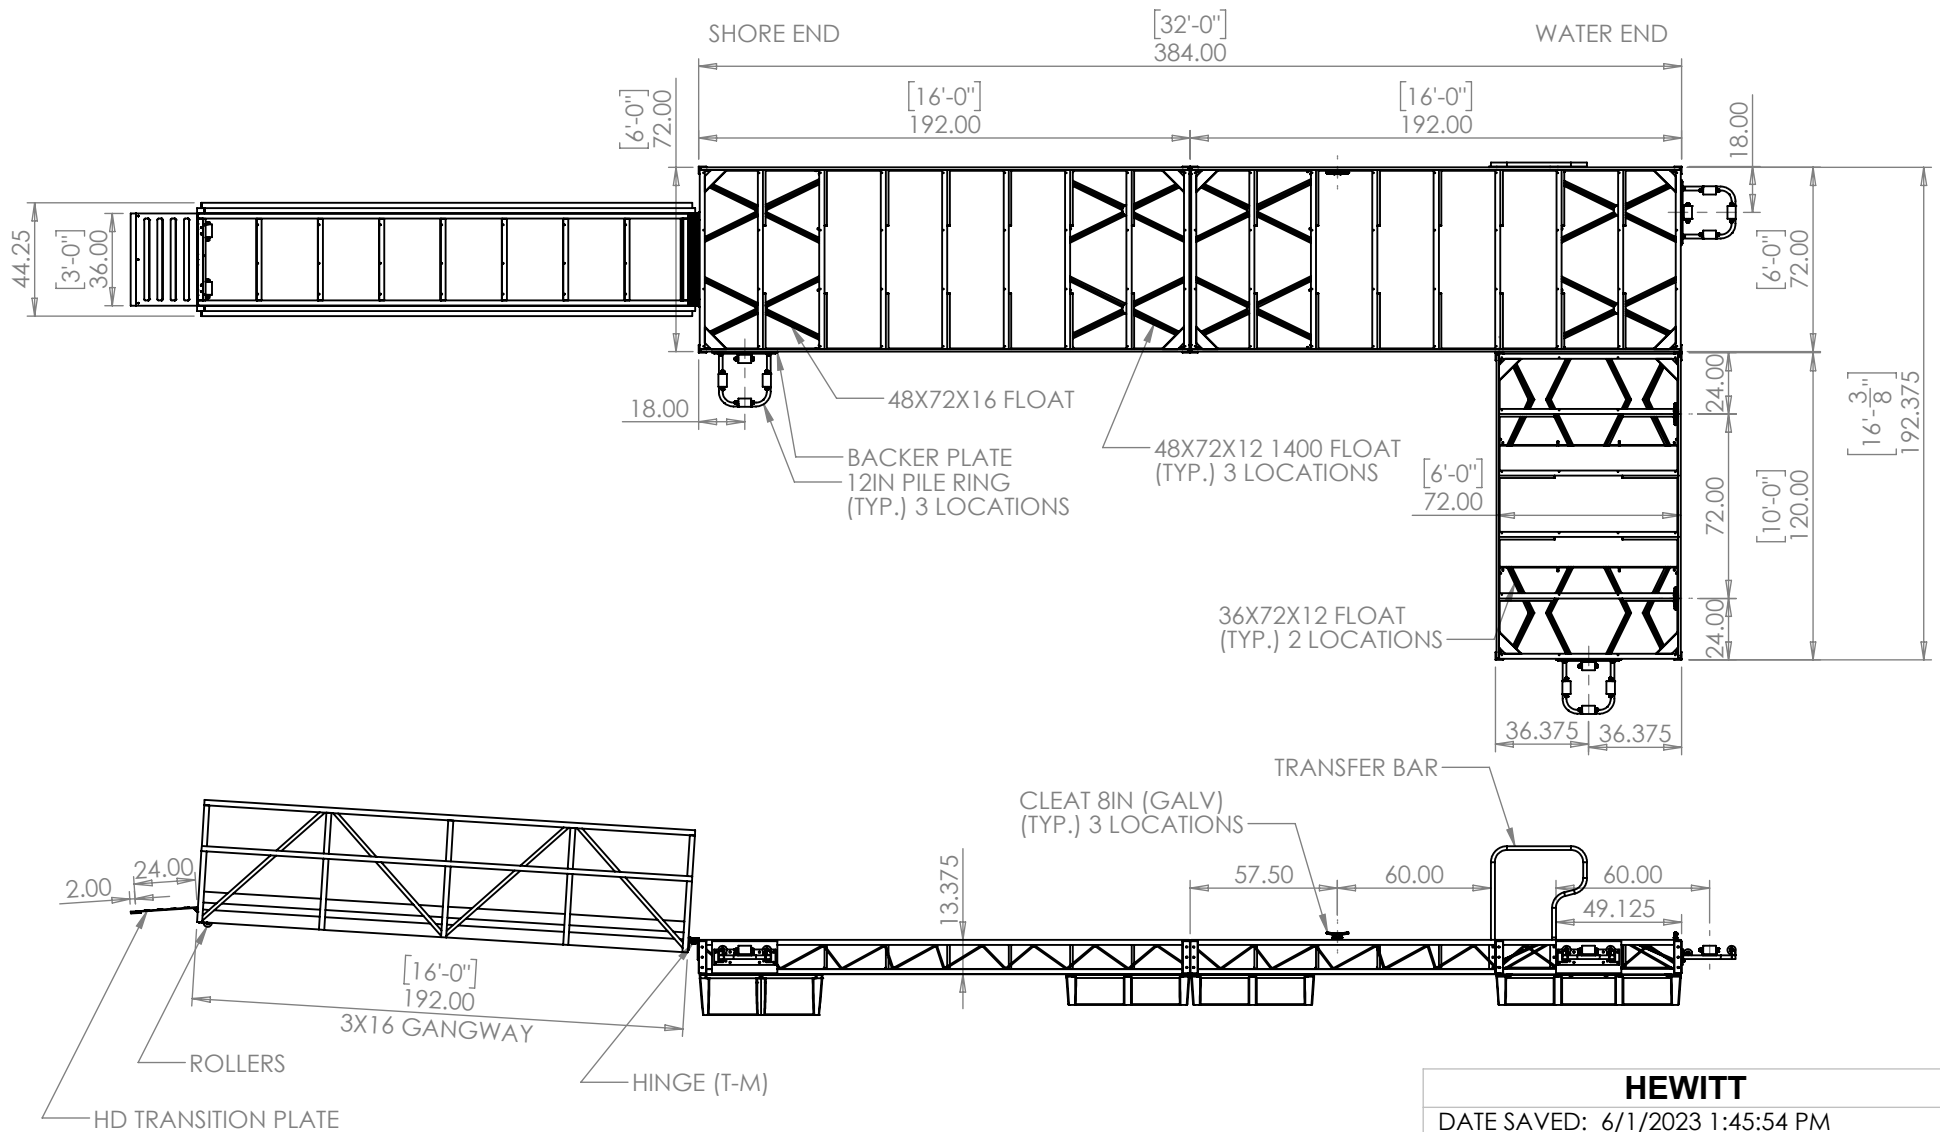 SHORE END
[32'-0"]
384.00
WATER END
[16'-0"]
192.00
[16'-0"]
192.00
[6'-0"]
72.00
18.00
44.25
[3'-0"]
36.00
[6'-0"]
72.00
18.00
48X72X16 FLOAT
BACKER PLATE
12IN PILE RING
(TYP.) 3 LOCATIONS
48X72X12 1400 FLOAT
(TYP.) 3 LOCATIONS
[6'-0"]
72.00
24.00
72.00
24.00
[10'-0"]
120.00
[16'-3/8"]
192.375
36X72X12 FLOAT
(TYP.) 2 LOCATIONS
36.375
36.375
TRANSFER BAR
CLEAT 8IN (GALV)
(TYP.) 3 LOCATIONS
2.00
24.00
13.375
57.50
60.00
60.00
49.125
[16'-0"]
192.00
3X16 GANGWAY
ROLLERS
HINGE (T-M)
HD TRANSITION PLATE
HEWITT
DATE SAVED: 6/1/2023 1:45:54 PM